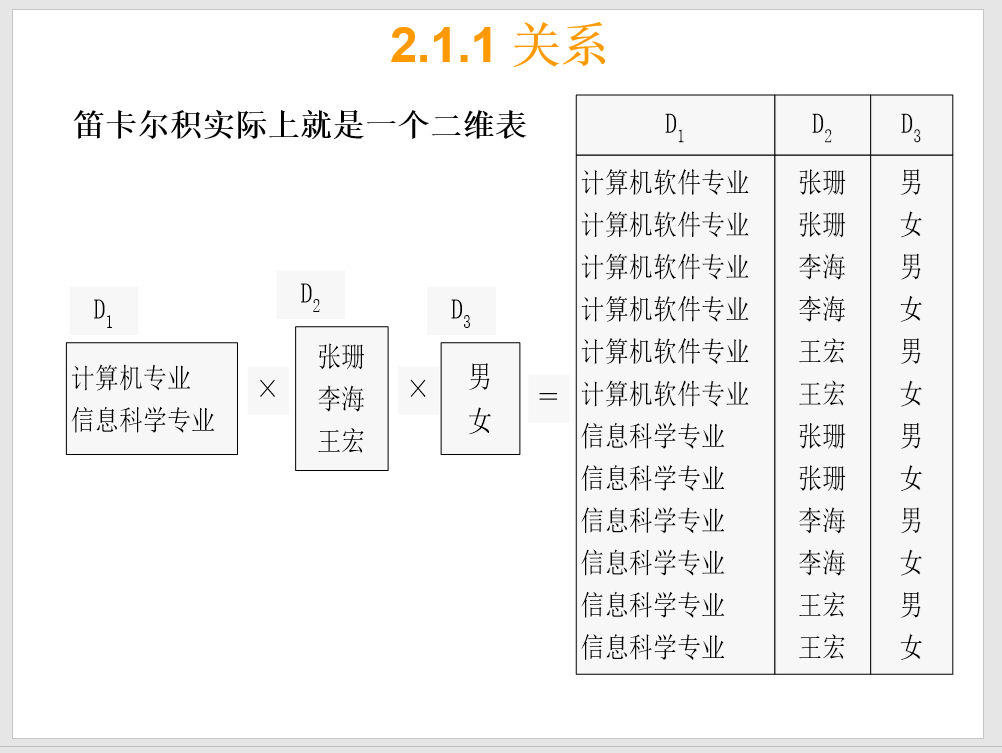 2.1.1 关系
笛卡尔积实际上就是一个二维表
D1
计算机专业
信息科学专业
×
D2
张珊
李海
王宏
×
D3
男
女
=
D1 D2 D3
计算机软件专业 张珊 男
计算机软件专业 张珊 女
计算机软件专业 李海 男
计算机软件专业 李海 女
计算机软件专业 王宏 男
计算机软件专业 王宏 女
信息科学专业 张珊 男
信息科学专业 张珊 女
信息科学专业 李海 男
信息科学专业 李海 女
信息科学专业 王宏 男
信息科学专业 王宏 女